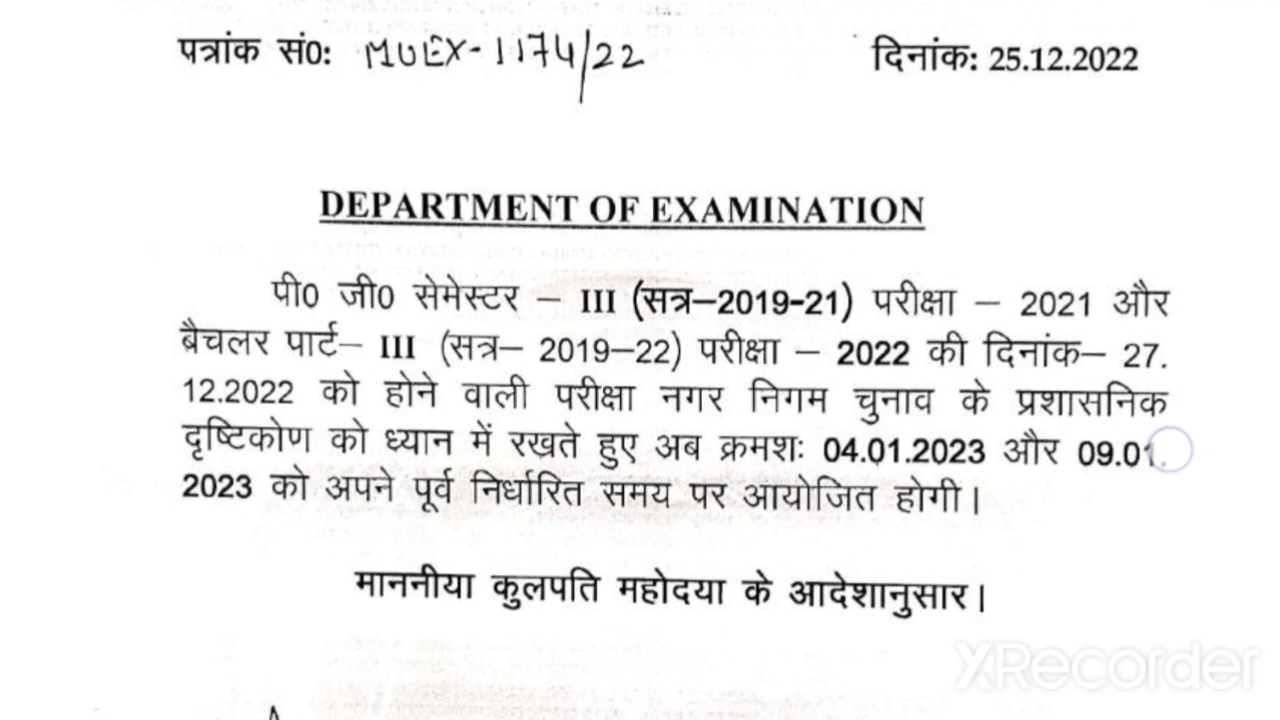 पत्रांक सं0: MUEX-1174/22 दिनांक: 25.12.2022
DEPARTMENT OF EXAMINATION
पी0 जी0 सेमेस्टर – III (सत्र–2019-21) परीक्षा – 2021 और
बैचलर पार्ट– III (सत्र– 2019–22) परीक्षा – 2022 की दिनांक– 27.
12.2022 को होने वाली परीक्षा नगर निगम चुनाव के प्रशासनिक
दृष्टिकोण को ध्यान में रखते हुए अब क्रमशः 04.01.2023 और 09.01.
2023 को अपने पूर्व निर्धारित समय पर आयोजित होगी।
माननीया कुलपति महोदया के आदेशानुसार।
XRecorder